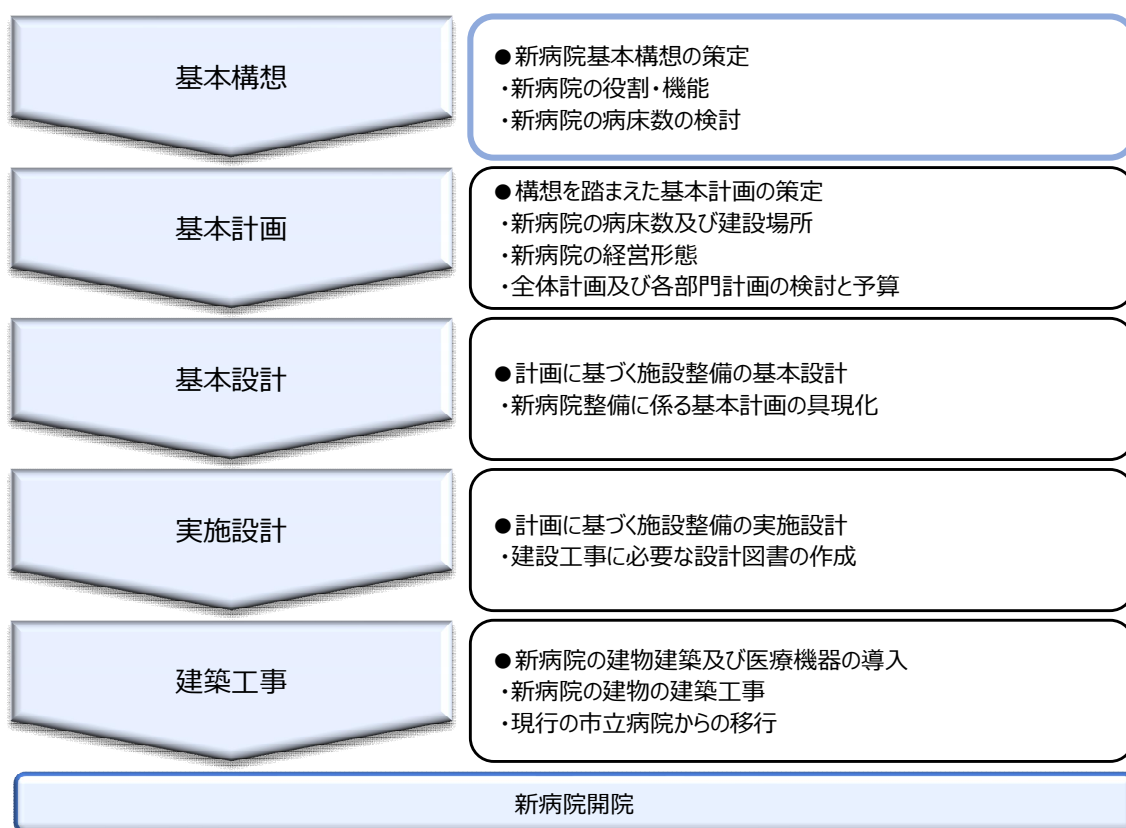 基本構想
●新病院基本構想の策定
・新病院の役割・機能
・新病院の病床数の検討
基本計画
●構想を踏まえた基本計画の策定
・新病院の病床数及び建設場所
・新病院の経営形態
・全体計画及び各部門計画の検討と予算
基本設計
●計画に基づく施設整備の基本設計
・新病院整備に係る基本計画の具現化
実施設計
●計画に基づく施設整備の実施設計
・建設工事に必要な設計図書の作成
建築工事
●新病院の建物建築及び医療機器の導入
・新病院の建物の建築工事
・現行の市立病院からの移行
新病院開院